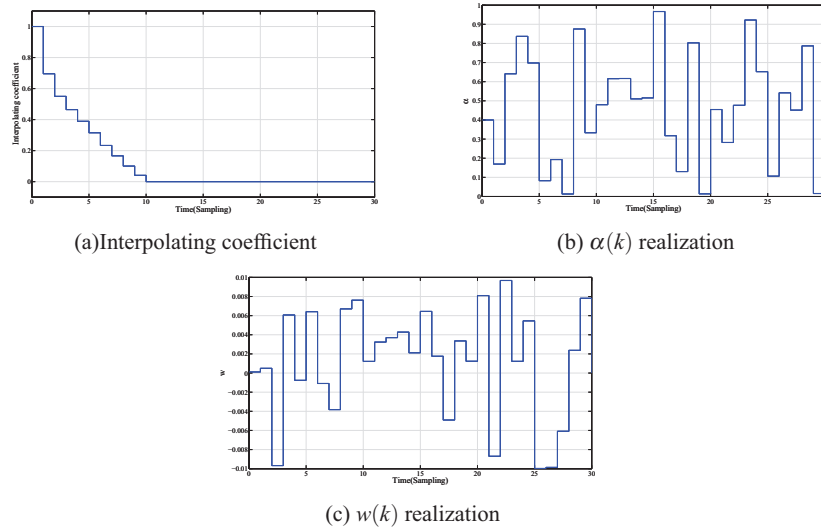 1
0.8
0.6
0.4
0.2
0
Interpolating coefficient
0 5 10 15 20 25 30
Time(Sampling)
(a)Interpolating coefficient
1
0.9
0.8
0.7
0.6
0.5
0.4
0.3
0.2
0.1
0
α
0 5 10 15 20 25
Time(Sampling)
(b) α(k) realization
0.01
0.008
0.006
0.004
0.002
0
−0.002
−0.004
−0.006
−0.008
−0.01
w
0 5 10 15 20 25 30
Time(Sampling)
(c) w(k) realization